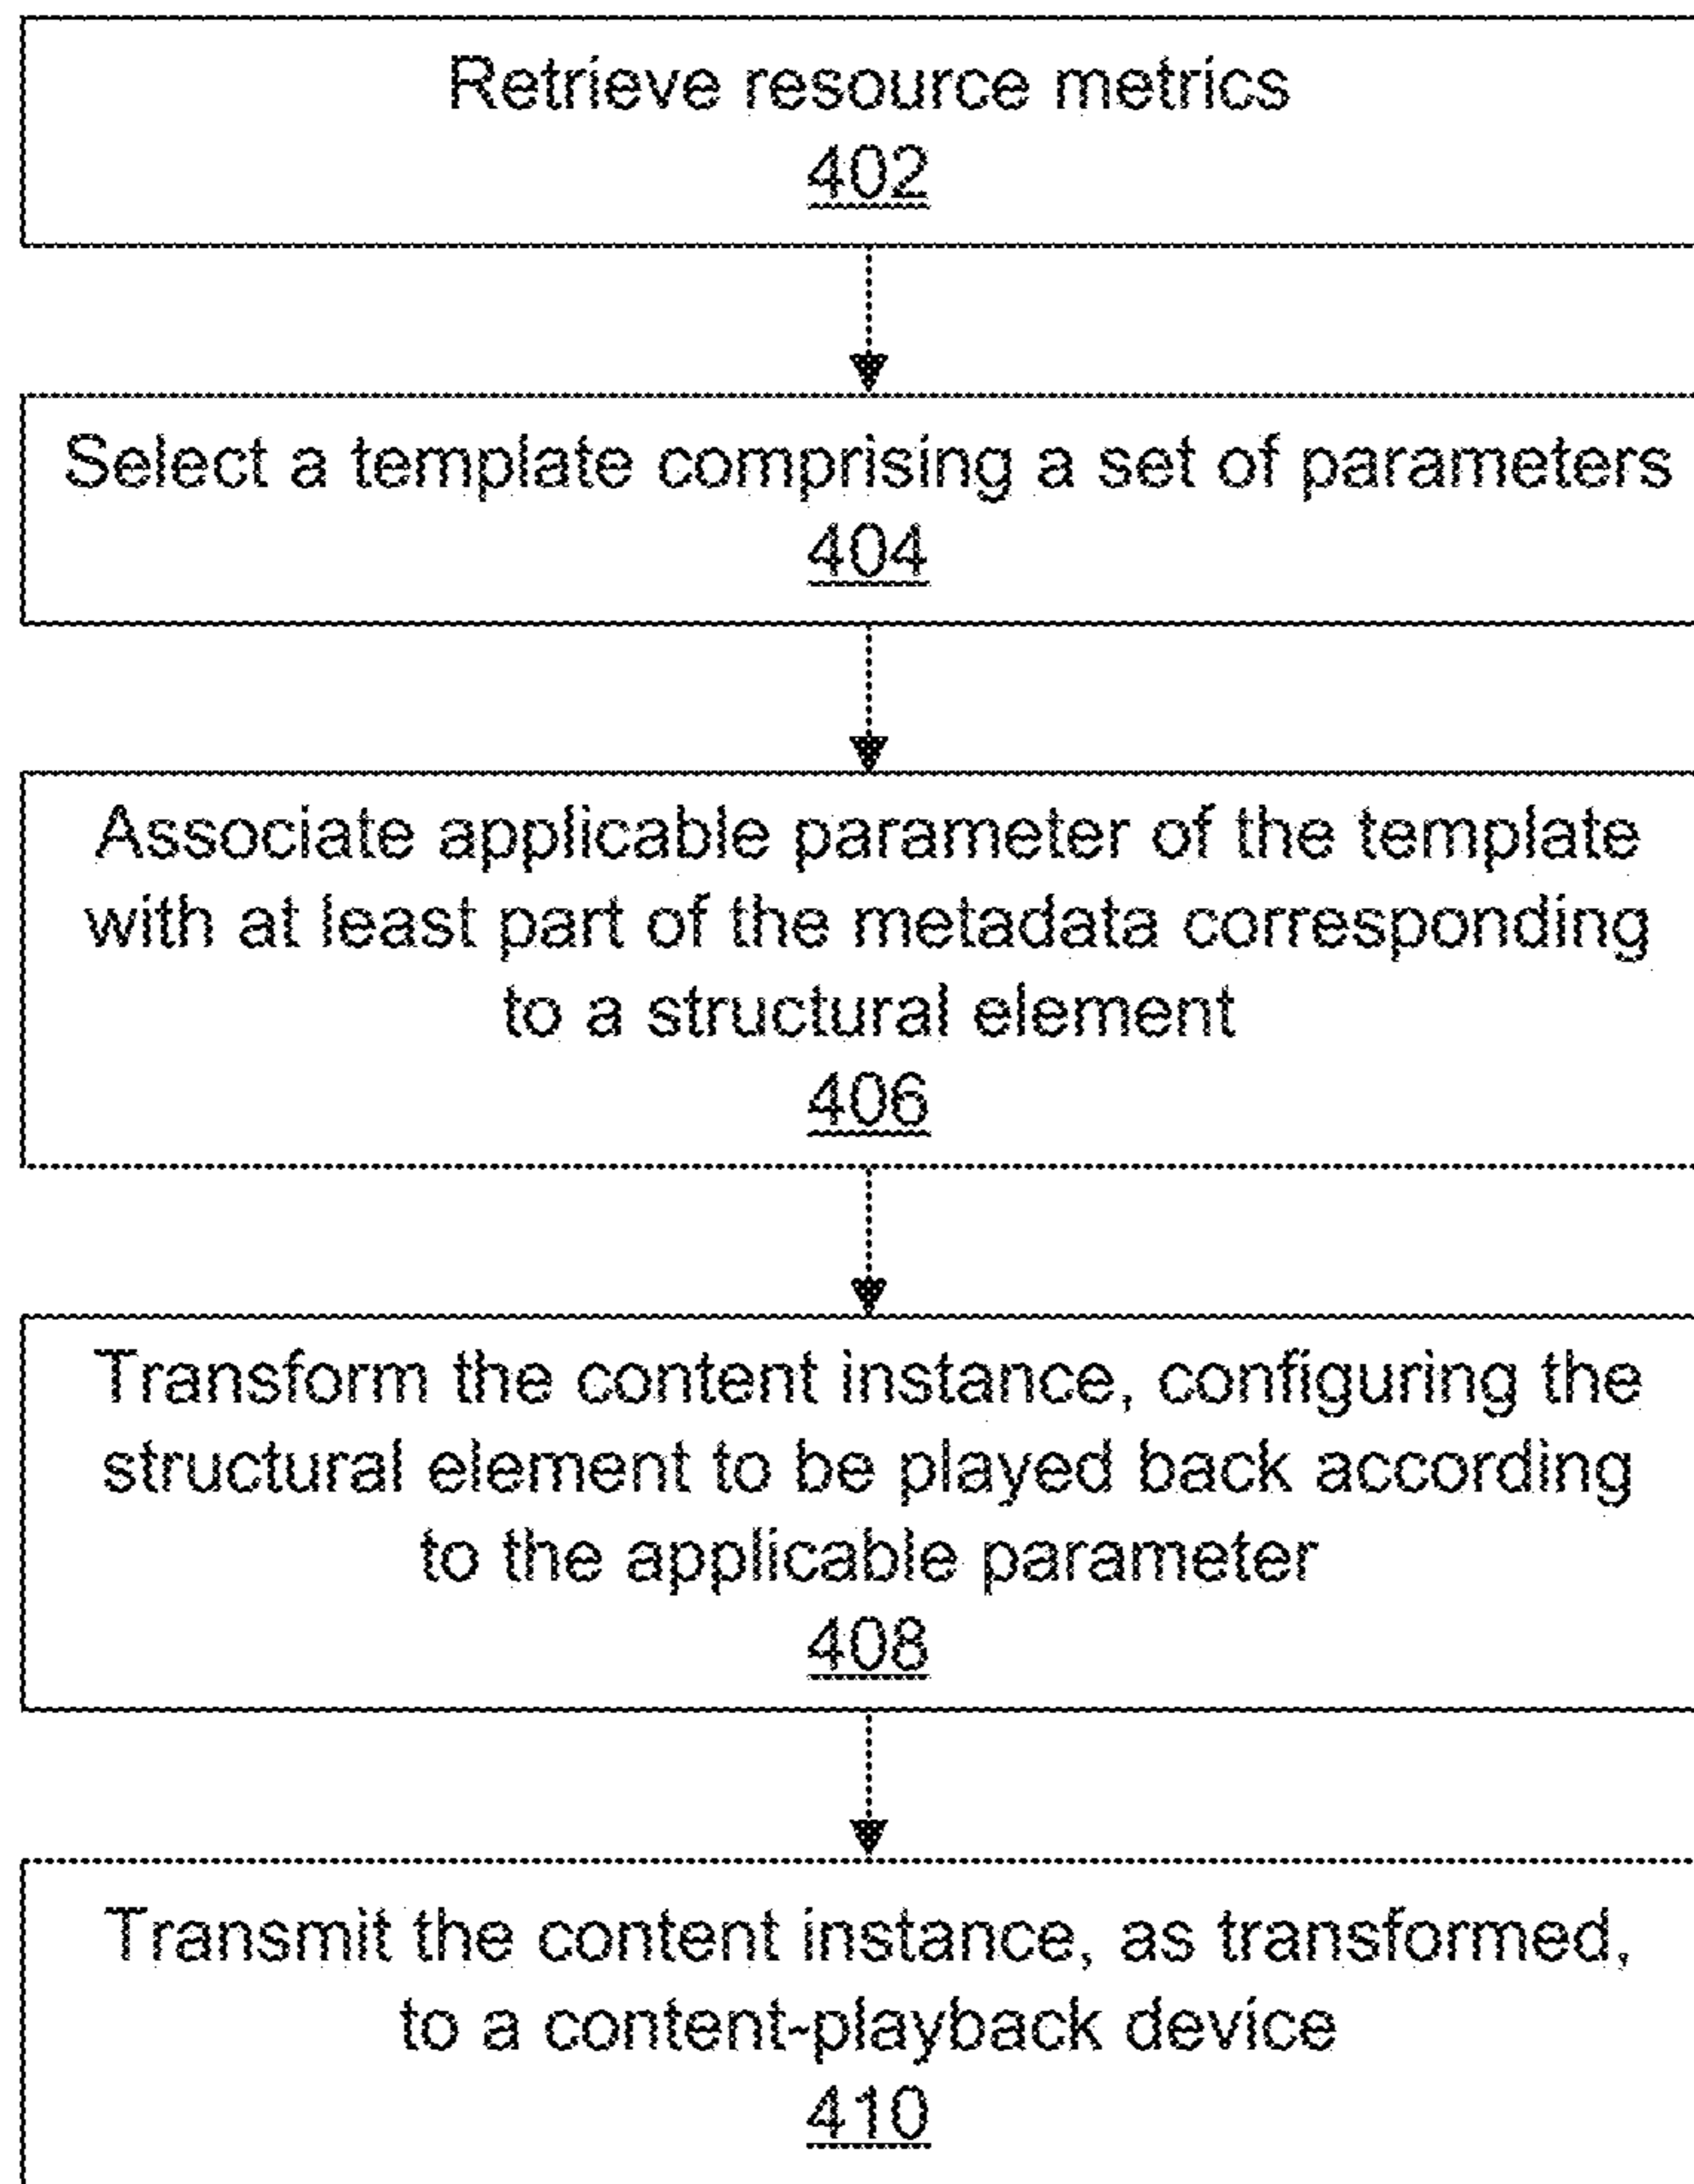 Retrieve resource metrics
402
Select a template comprising a set of parameters
404
Associate applicable parameter of the template
with at least part of the metadata corresponding
to a structural element
406
Transform the content instance, configuring the
structural element to be played back according
to the applicable parameter
408
Transmit the content instance, as transformed,
to a content-playback device
410